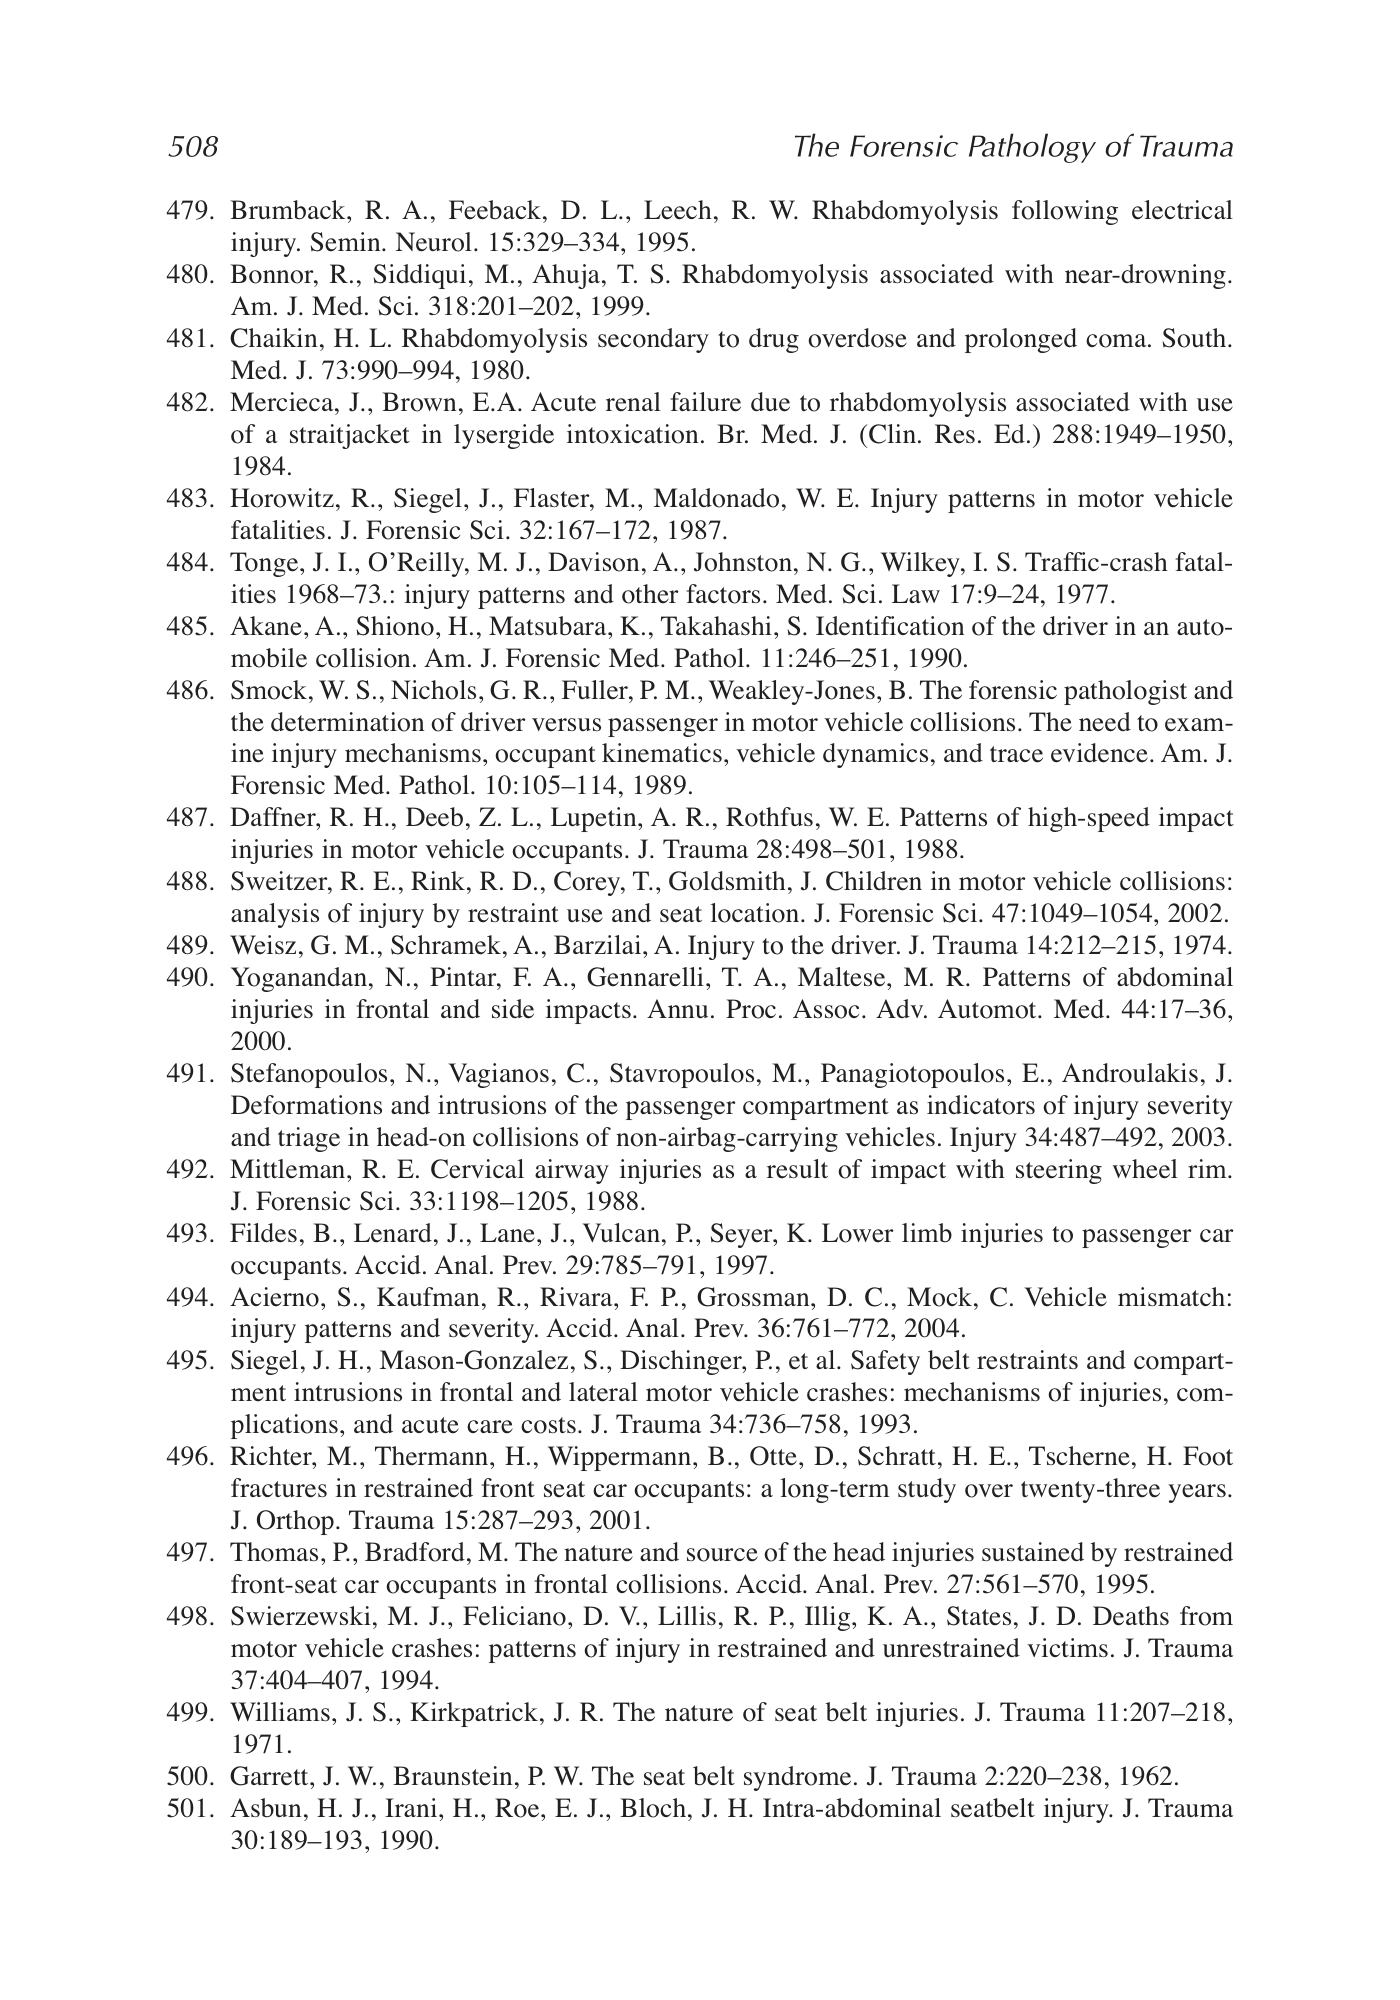 508 The Forensic Pathology of Trauma
479. Brumback, R. A., Feeback, D. L., Leech, R. W. Rhabdomyolysis following electrical
injury. Semin. Neurol. 15:329–334, 1995.
480. Bonnor, R., Siddiqui, M., Ahuja, T. S. Rhabdomyolysis associated with near-drowning.
Am. J. Med. Sci. 318:201–202, 1999.
481. Chaikin, H. L. Rhabdomyolysis secondary to drug overdose and prolonged coma. South.
Med. J. 73:990–994, 1980.
482. Mercieca, J., Brown, E.A. Acute renal failure due to rhabdomyolysis associated with use
of a straitjacket in lysergide intoxication. Br. Med. J. (Clin. Res. Ed.) 288:1949–1950,
1984.
483. Horowitz, R., Siegel, J., Flaster, M., Maldonado, W. E. Injury patterns in motor vehicle
fatalities. J. Forensic Sci. 32:167–172, 1987.
484. Tonge, J. I., O’Reilly, M. J., Davison, A., Johnston, N. G., Wilkey, I. S. Traffic-crash fatal-
ities 1968–73.: injury patterns and other factors. Med. Sci. Law 17:9–24, 1977.
485. Akane, A., Shiono, H., Matsubara, K., Takahashi, S. Identification of the driver in an auto-
mobile collision. Am. J. Forensic Med. Pathol. 11:246–251, 1990.
486. Smock, W. S., Nichols, G. R., Fuller, P. M., Weakley-Jones, B. The forensic pathologist and
the determination of driver versus passenger in motor vehicle collisions. The need to exam-
ine injury mechanisms, occupant kinematics, vehicle dynamics, and trace evidence. Am. J.
Forensic Med. Pathol. 10:105–114, 1989.
487. Daffner, R. H., Deeb, Z. L., Lupetin, A. R., Rothfus, W. E. Patterns of high-speed impact
injuries in motor vehicle occupants. J. Trauma 28:498–501, 1988.
488. Sweitzer, R. E., Rink, R. D., Corey, T., Goldsmith, J. Children in motor vehicle collisions:
analysis of injury by restraint use and seat location. J. Forensic Sci. 47:1049–1054, 2002.
489. Weisz, G. M., Schramek, A., Barzilai, A. Injury to the driver. J. Trauma 14:212–215, 1974.
490. Yoganandan, N., Pintar, F. A., Gennarelli, T. A., Maltese, M. R. Patterns of abdominal
injuries in frontal and side impacts. Annu. Proc. Assoc. Adv. Automot. Med. 44:17–36,
2000.
491. Stefanopoulos, N., Vagianos, C., Stavropoulos, M., Panagiotopoulos, E., Androulakis, J.
Deformations and intrusions of the passenger compartment as indicators of injury severity
and triage in head-on collisions of non-airbag-carrying vehicles. Injury 34:487–492, 2003.
492. Mittleman, R. E. Cervical airway injuries as a result of impact with steering wheel rim.
J. Forensic Sci. 33:1198–1205, 1988.
493. Fildes, B., Lenard, J., Lane, J., Vulcan, P., Seyer, K. Lower limb injuries to passenger car
occupants. Accid. Anal. Prev. 29:785–791, 1997.
494. Acierno, S., Kaufman, R., Rivara, F. P., Grossman, D. C., Mock, C. Vehicle mismatch:
injury patterns and severity. Accid. Anal. Prev. 36:761–772, 2004.
495. Siegel, J. H., Mason-Gonzalez, S., Dischinger, P., et al. Safety belt restraints and compart-
ment intrusions in frontal and lateral motor vehicle crashes: mechanisms of injuries, com-
plications, and acute care costs. J. Trauma 34:736–758, 1993.
496. Richter, M., Thermann, H., Wippermann, B., Otte, D., Schratt, H. E., Tscherne, H. Foot
fractures in restrained front seat car occupants: a long-term study over twenty-three years.
J. Orthop. Trauma 15:287–293, 2001.
497. Thomas, P., Bradford, M. The nature and source of the head injuries sustained by restrained
front-seat car occupants in frontal collisions. Accid. Anal. Prev. 27:561–570, 1995.
498. Swierzewski, M. J., Feliciano, D. V., Lillis, R. P., Illig, K. A., States, J. D. Deaths from
motor vehicle crashes: patterns of injury in restrained and unrestrained victims. J. Trauma
37:404–407, 1994.
499. Williams, J. S., Kirkpatrick, J. R. The nature of seat belt injuries. J. Trauma 11:207–218,
1971.
500. Garrett, J. W., Braunstein, P. W. The seat belt syndrome. J. Trauma 2:220–238, 1962.
501. Asbun, H. J., Irani, H., Roe, E. J., Bloch, J. H. Intra-abdominal seatbelt injury. J. Trauma
30:189–193, 1990.